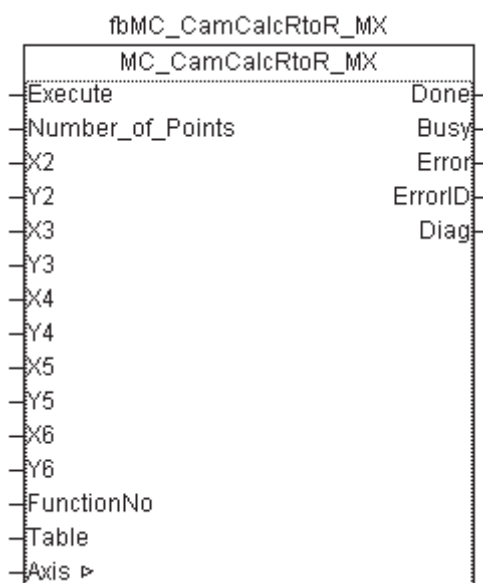 fbMC_CamCalcRtoR_MX
MC_CamCalcRtoR_MX
Execute Done
Number_of_Points Busy
X2 Error
Y2 ErrorID
X3 Diag
Y3
X4
Y4
X5
Y5
X6
Y6
FunctionNo
Table
Axis ▷